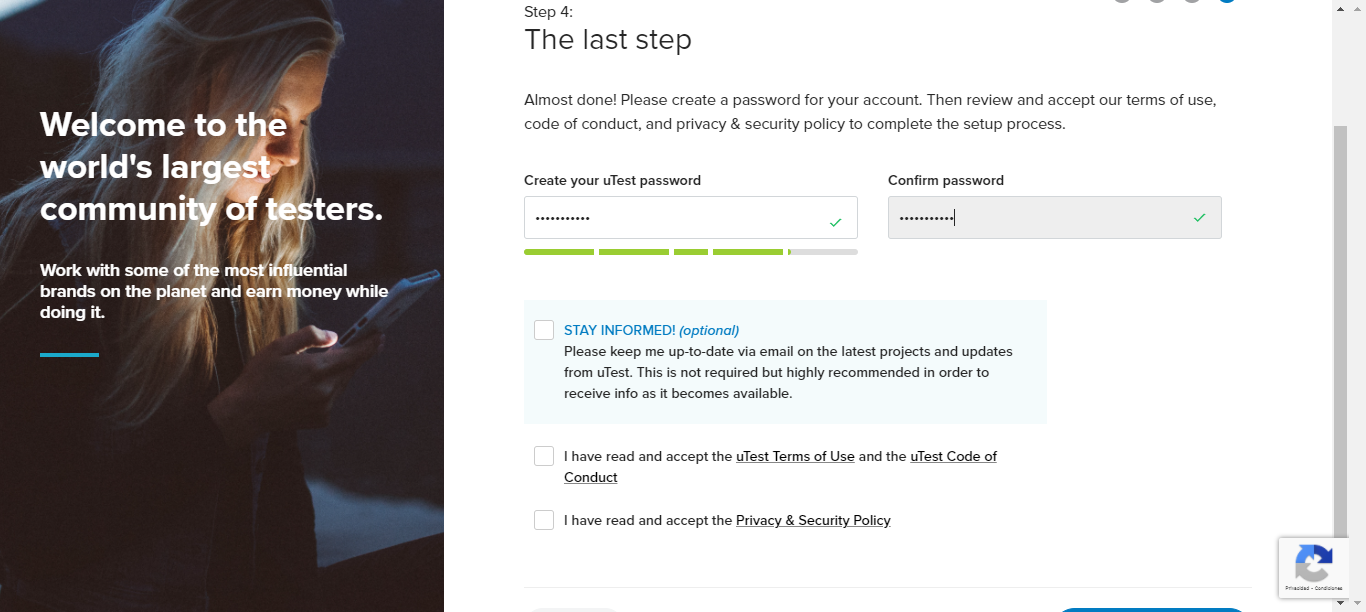 Welcome to the
world's largest
community of testers.
Work with some of the most influential
brands on the planet and earn money while
doing it.
Step 4:
The last step
Almost done! Please create a password for your account. Then review and accept our terms of use,
code of conduct, and privacy & security policy to complete the setup process.
Create your uTest password
Confirm password
•••••••••••
•••••••••••
STAY INFORMED! (optional)
Please keep me up-to-date via email on the latest projects and updates
from uTest. This is not required but highly recommended in order to
receive info as it becomes available.
I have read and accept the uTest Terms of Use and the uTest Code of
Conduct
I have read and accept the Privacy & Security Policy
Privacidad - Condiciones